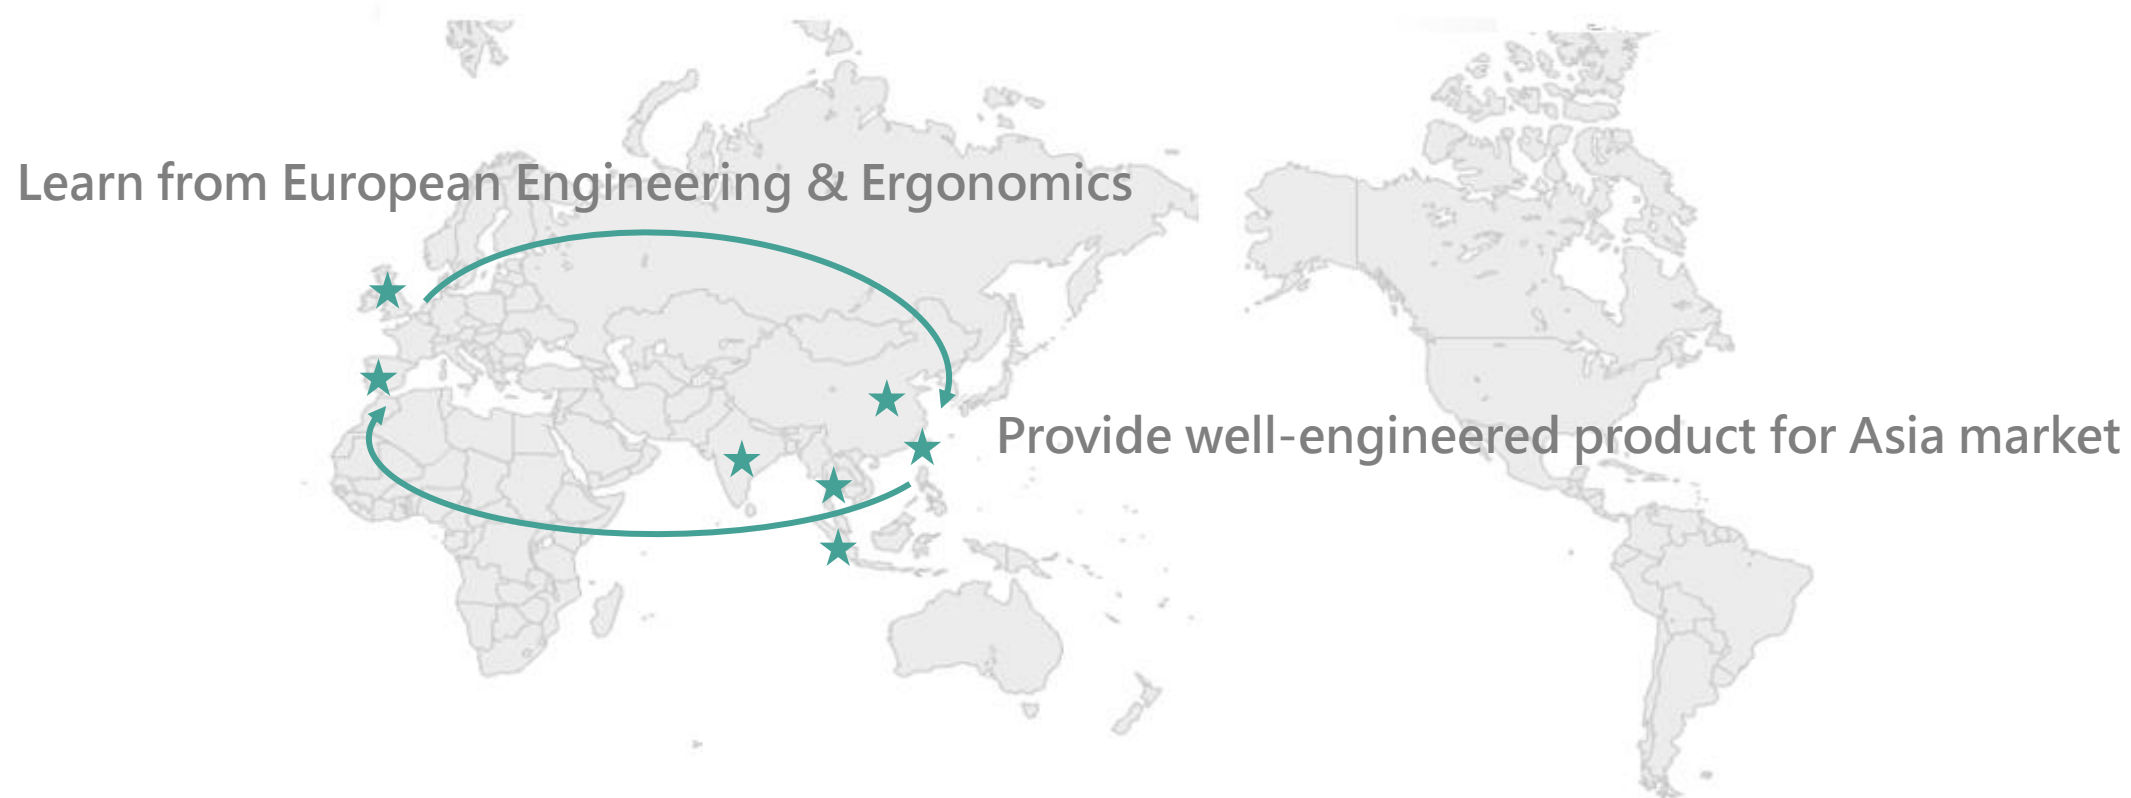 Learn from European Engineering & Ergonomics
Provide well-engineered product for Asia market